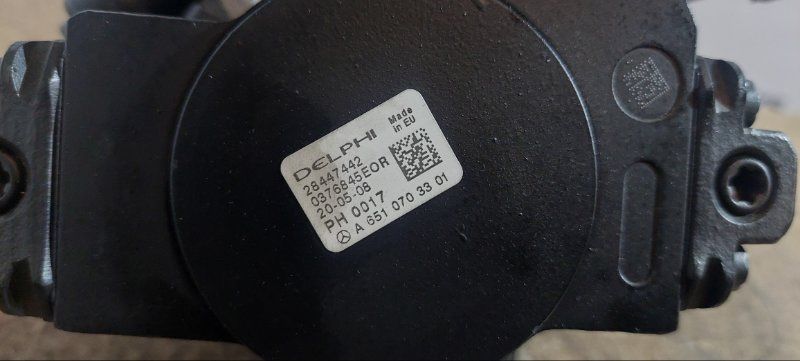 DELPHI
Made
in EU
28447442
0376845EOR
20-05-08
PH 0017
A 651 070 33 01